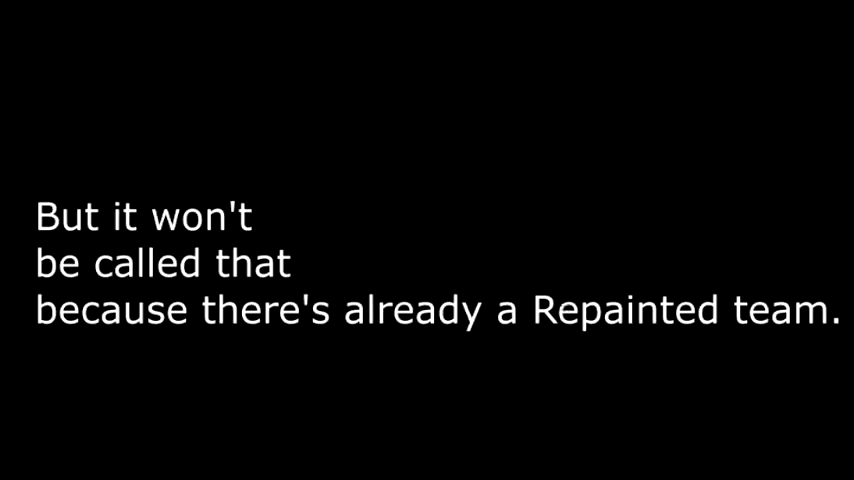 But it won't
be called that
because there's already a Repainted team.